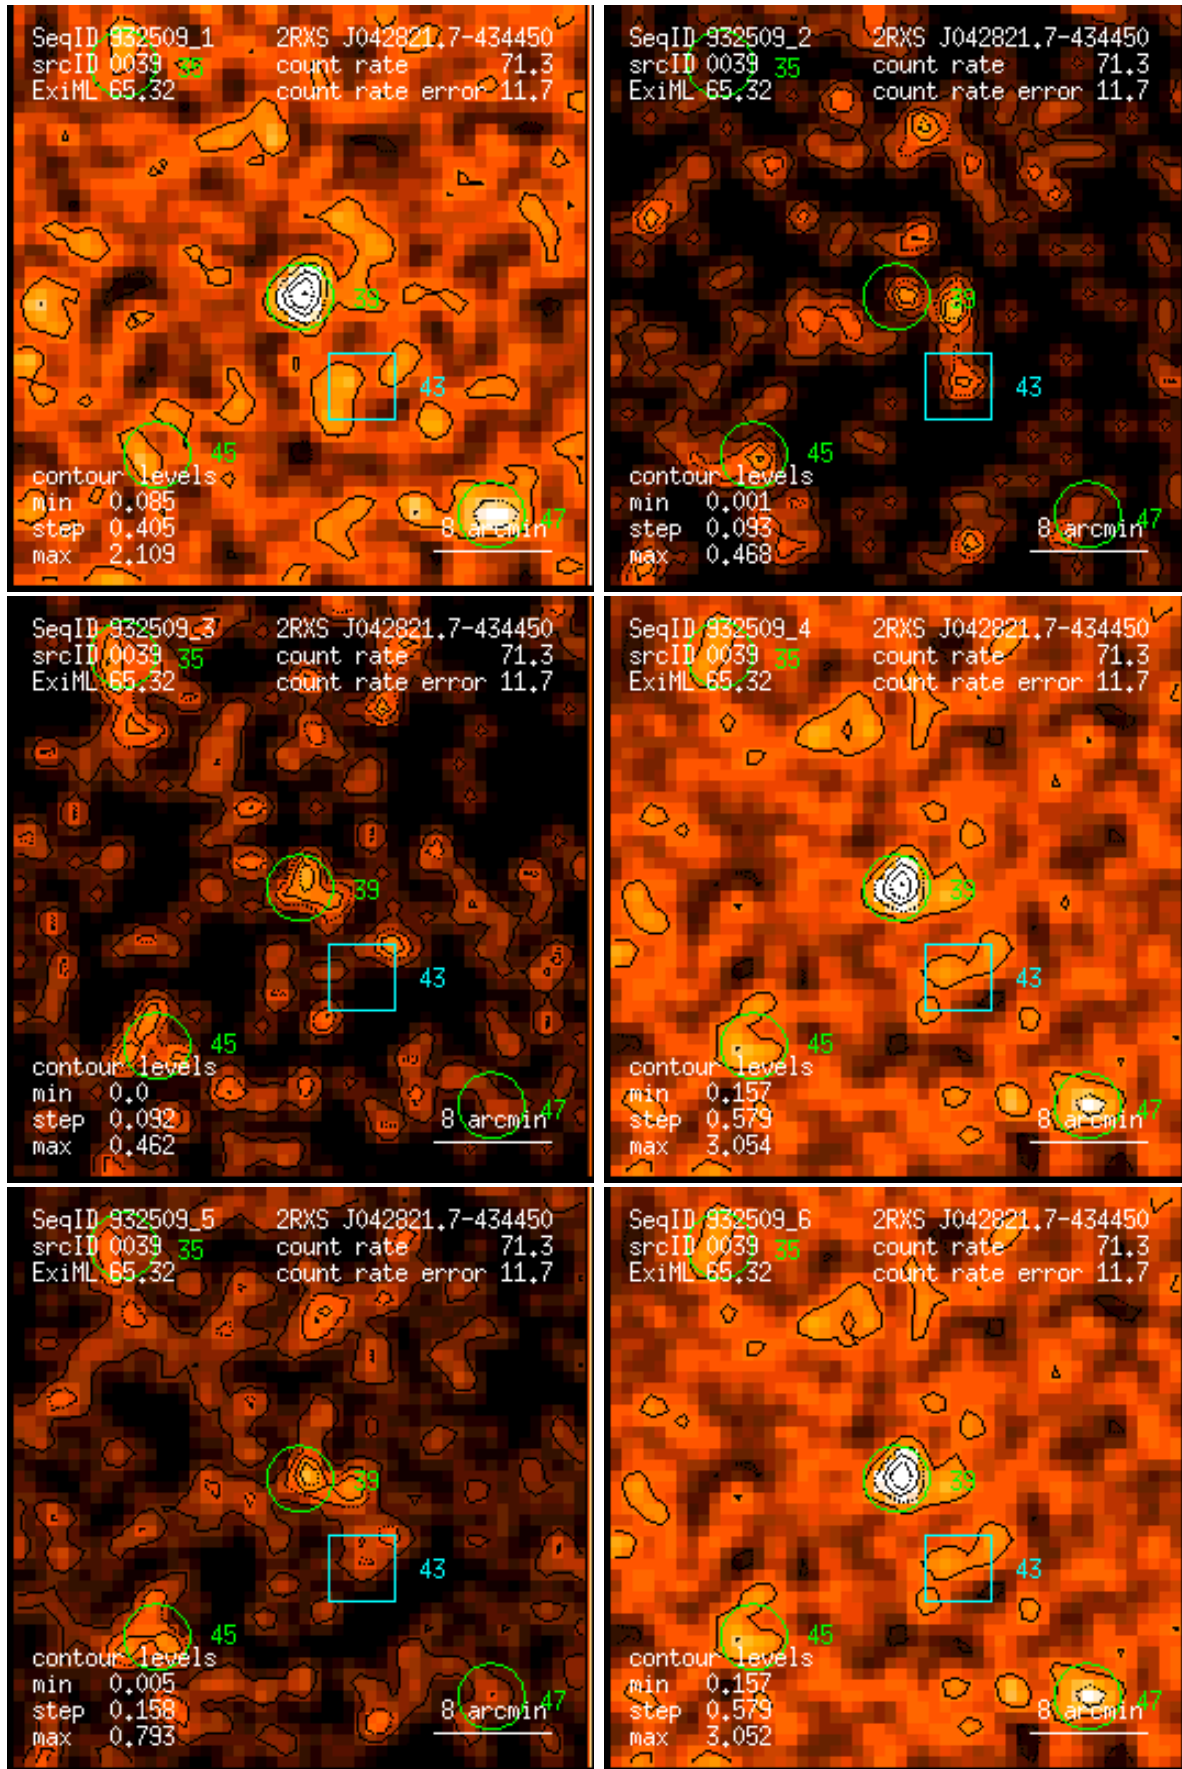 SeqID 932509_1 2RXS J042821.7-434450
srcID 0039 35 count rate 71.3
ExiML 65.32 count rate error 11.7
39
43
45
contour levels
min 0.085
step 0.405 8 arcmin 47
max 2.109
SeqID 932509_2 2RXS J042821.7-434450
srcID 0039 35 count rate 71.3
ExiML 65.32 count rate error 11.7
39
43
45
contour levels
min 0.001
step 0.093 8 arcmin 47
max 0.468
SeqID 932509_3 2RXS J042821.7-434450
srcID 0039 35 count rate 71.3
ExiML 65.32 count rate error 11.7
39
43
45
contour levels
min 0.0
step 0.092 8 arcmin 47
max 0.462
SeqID 932509_4 2RXS J042821.7-434450
srcID 0039 35 count rate 71.3
ExiML 65.32 count rate error 11.7
39
43
45
contour levels
min 0.157
step 0.579 8 arcmin 47
max 3.054
SeqID 932509_5 2RXS J042821.7-434450
srcID 0039 35 count rate 71.3
ExiML 65.32 count rate error 11.7
39
43
45
contour levels
min 0.005
step 0.158 8 arcmin 47
max 0.793
SeqID 932509_6 2RXS J042821.7-434450
srcID 0039 35 count rate 71.3
ExiML 65.32 count rate error 11.7
39
43
45
contour levels
min 0.157
step 0.579 8 arcmin 47
max 3.052